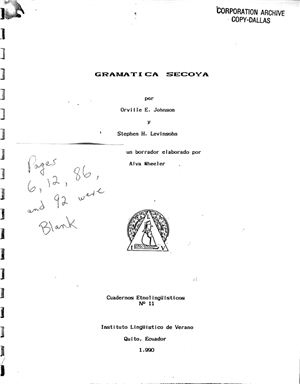 CORPORATION ARCHIVE
COPY-DALLAS
GRAMATICA SECOYA
por
Orville E. Johnson
y
Stephen H. Levinsohn
un borrador elaborado por
Alva Wheeler
Pages
6, 12, 86,
and 92 were
Blank
Cuadernos Etnolingüísticos
Nº 11
Instituto Lingüístico de Verano
Quito, Ecuador
1.990